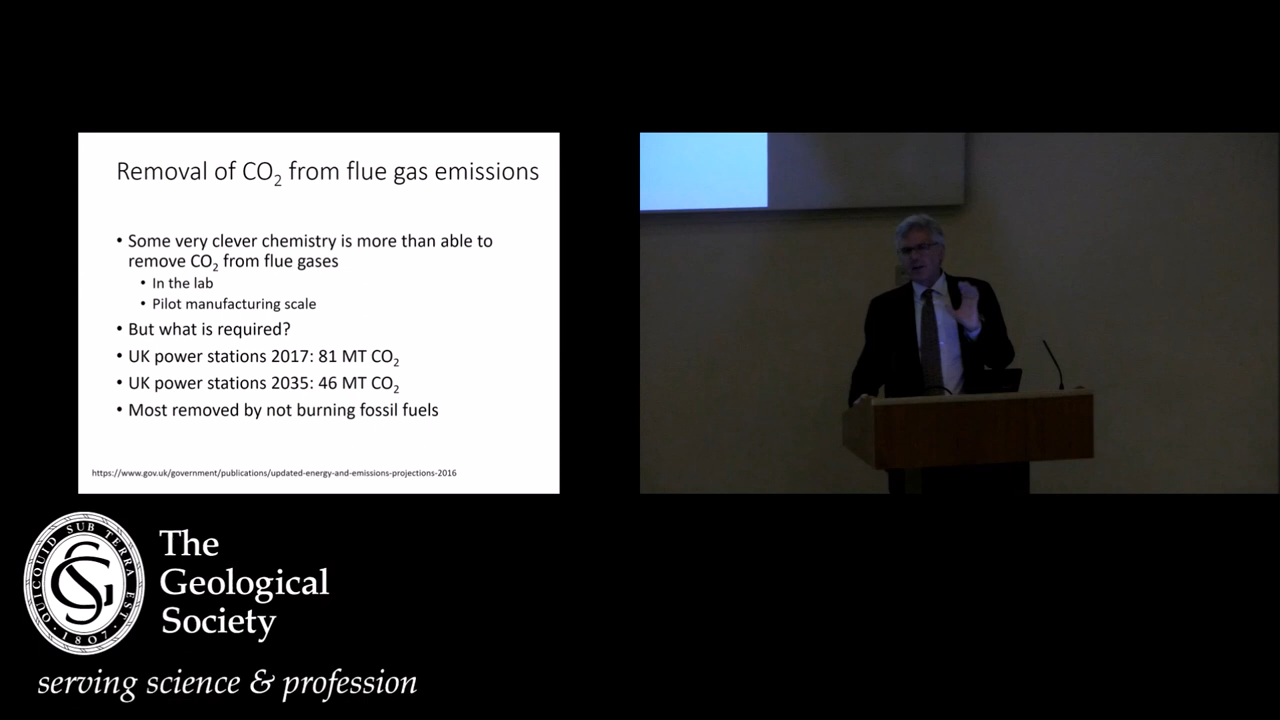 Removal of CO2 from flue gas emissions
• Some very clever chemistry is more than able to
remove CO2 from flue gases
• In the lab
• Pilot manufacturing scale
• But what is required?
• UK power stations 2017: 81 MT CO2
• UK power stations 2035: 46 MT CO2
• Most removed by not burning fossil fuels
https://www.gov.uk/government/publications/updated-energy-and-emissions-projections-2016
QUICQUID SUB TERRA EST
GS
·1807·
The
Geological
Society
serving science & profession